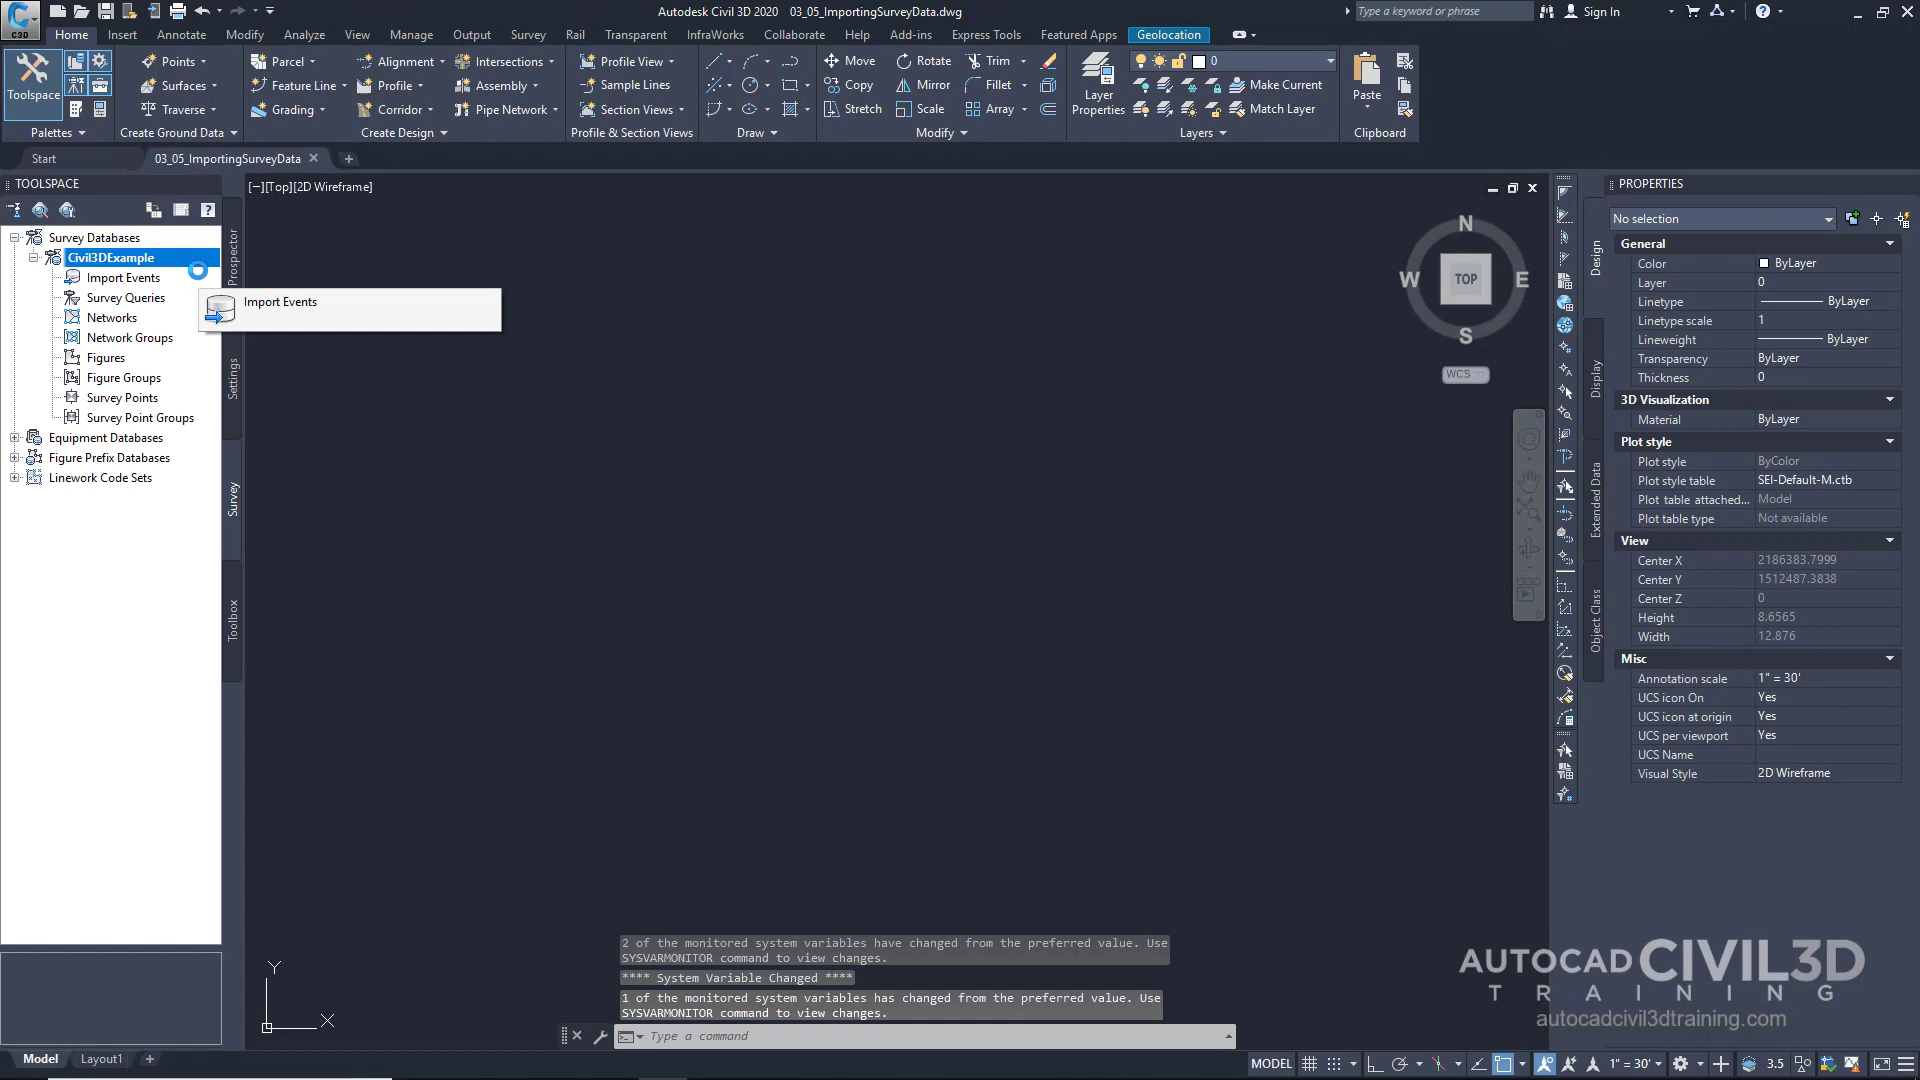 Autodesk Civil 3D 2020 03_05_ImportingSurveyData.dwg
Type a keyword or phrase
Sign In
C3D
Home Insert Annotate Modify Analyze View Manage Output Survey Rail Transparent InfraWorks Collaborate Help Add-ins Express Tools Featured Apps Geolocation
Toolspace
Palettes
Points
Surfaces
Traverse
Create Ground Data
Parcel
Feature Line
Grading
Alignment
Profile
Corridor
Intersections
Assembly
Pipe Network
Create Design
Profile View
Sample Lines
Section Views
Profile & Section Views
Draw
Move
Copy
Stretch
Rotate
Mirror
Scale
Trim
Fillet
Array
Modify
Layer
Properties
0
Make Current
Match Layer
Layers
Paste
Clipboard
Start
03_05_ImportingSurveyData
TOOLSPACE
Survey Databases
Civil3DExample
Import Events
Survey Queries
Networks
Network Groups
Figures
Figure Groups
Survey Points
Survey Point Groups
Equipment Databases
Figure Prefix Databases
Linework Code Sets
Prospector
Settings
Survey
Toolbox
Import Events
[−][Top][2D Wireframe]
N
W
TOP
E
S
WCS
Y
X
2 of the monitored system variables have changed from the preferred value. Use
SYSVARMONITOR command to view changes.
**** System Variable Changed ****
1 of the monitored system variables has changed from the preferred value. Use
SYSVARMONITOR command to view changes.
Type a command
PROPERTIES
No selection
Design
Display
Extended Data
Object Class
General
Color ByLayer
Layer 0
Linetype ByLayer
Linetype scale 1
Lineweight ByLayer
Transparency ByLayer
Thickness 0
3D Visualization
Material ByLayer
Plot style
Plot style ByColor
Plot style table SEI-Default-M.ctb
Plot table attached... Model
Plot table type Not available
View
Center X 2186383.7999
Center Y 1512487.3838
Center Z 0
Height 8.6565
Width 12.876
Misc
Annotation scale 1" = 30'
UCS icon On Yes
UCS icon at origin Yes
UCS per viewport Yes
UCS Name
Visual Style 2D Wireframe
AUTOCAD CIVIL3D
TRAINING
autocadcivil3dtraining.com
Model Layout1
MODEL
1" = 30'
3.5